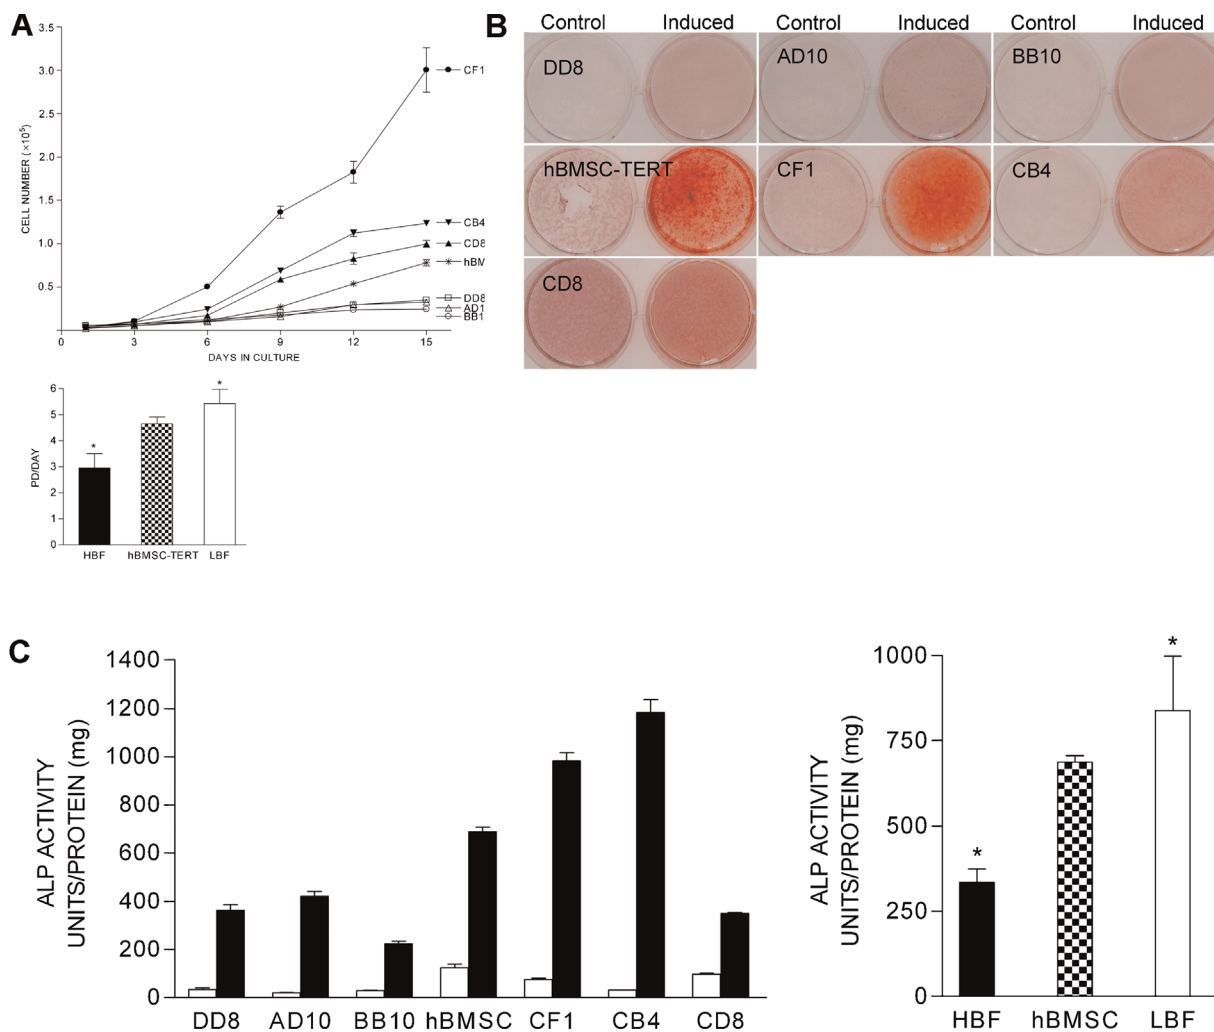 A
3.5
3.0
2.5
2.0
1.5
1.0
0.5
CELL NUMBER (×10⁵)
CF1
CB4
CD8
hBM
DD8
AD1
BB1
0 3 6 9 12 15
DAYS IN CULTURE
6
5
4
3
2
1
0
PD/DAY
*
*
HBF hBMSC-TERT LBF
B
Control Induced Control Induced Control Induced
DD8 AD10 BB10
hBMSC-TERT CF1 CB4
CD8
C
1400
1200
1000
800
600
400
200
0
ALP ACTIVITY
UNITS/PROTEIN (mg)
DD8 AD10 BB10 hBMSC CF1 CB4 CD8
1000
750
500
250
0
ALP ACTIVITY
UNITS/PROTEIN (mg)
*
*
HBF hBMSC LBF